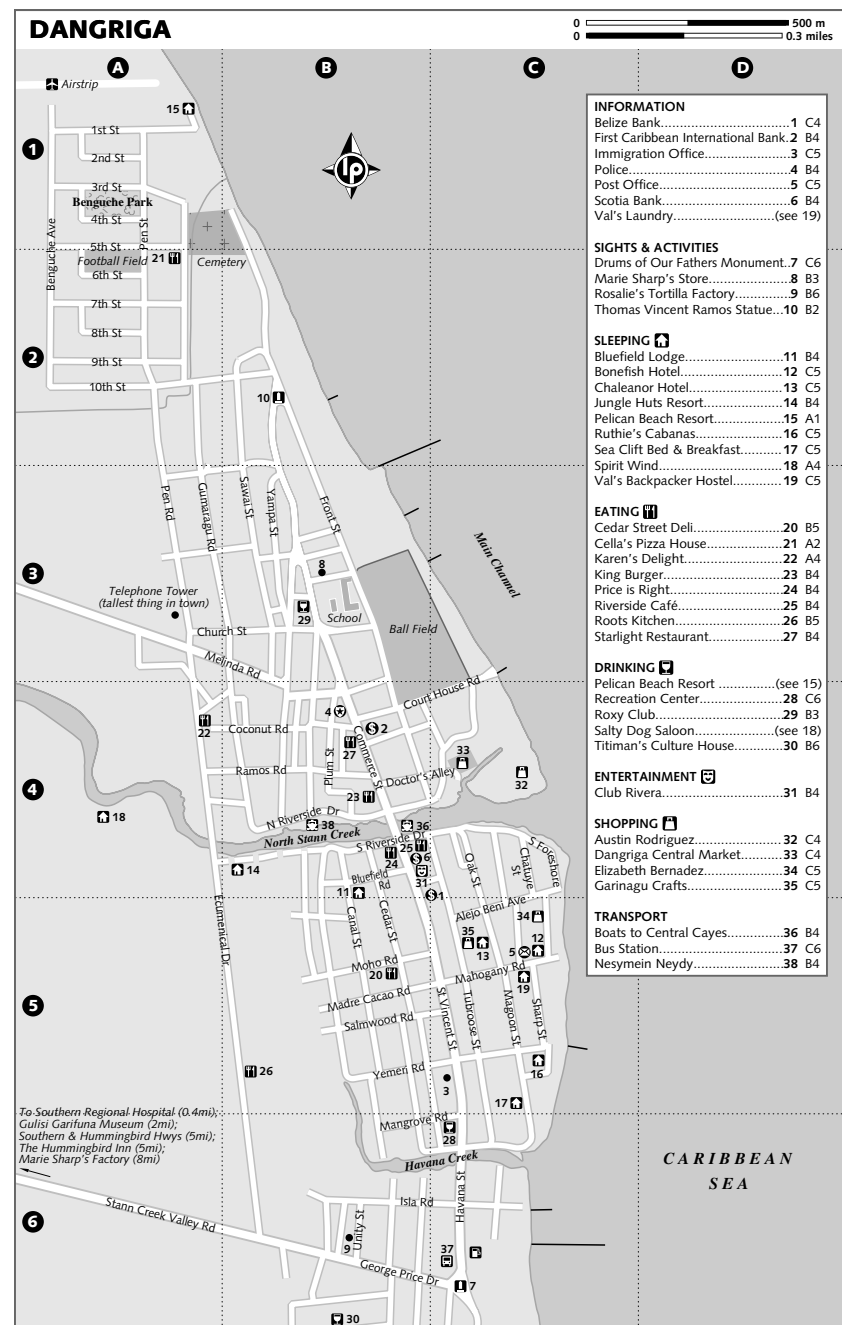 DANGRIGA
0 500 m
0 0.3 miles
A B C D
Airstrip
15
1st St
1
2nd St
lp
3rd St
Benguche Park
4th St
Benguche Ave
Pen St
5th St
Football Field
21
Cemetery
6th St
7th St
8th St
2
9th St
10th St
10
Pen Rd
Gumaragu Rd
Sawai St
Yampa St
Front St
Main Channel
8
3
Telephone Tower
(tallest thing in town)
29
School
Ball Field
Church St
Melinda Rd
Court House Rd
4
2
22
Coconut Rd
27
Commerce St
33
Plum St
Ramos Rd
Doctor's Alley
32
4
23
18
N Riverside Dr
38
36
North Stann Creek
S Riverside Dr
25
24
6
31
S Foreshore
Chatuye St
Oak St
14
Bluefield Rd
11
1
Alejo Beni Ave
34
Ecumenical Dr
Canal St
Cedar St
35
13
12
5
Moho Rd
20
Mahogany Rd
19
Madre Cacao Rd
5
Salmwood Rd
St Vincent St
Tubroose St
Magoon St
Sharp St
26
Yemeri Rd
16
3
17
To Southern Regional Hospital (0.4mi);
Gulisi Garifuna Museum (2mi);
Southern & Hummingbird Hwys (5mi);
The Hummingbird Inn (5mi);
Marie Sharp's Factory (8mi)
Mangrove Rd
28
Havana Creek
CARIBBEAN
SEA
Stann Creek Valley Rd
Isla Rd
Havana St
6
Unity St
9
37
George Price Dr
7
30
INFORMATION
Belize Bank....................................1 C4
First Caribbean International Bank.2 B4
Immigration Office.......................3 C5
Police...........................................4 B4
Post Office...................................5 C5
Scotia Bank..................................6 B4
Val's Laundry.........................(see 19)
SIGHTS & ACTIVITIES
Drums of Our Fathers Monument..7 C6
Marie Sharp's Store......................8 B3
Rosalie's Tortilla Factory................9 B6
Thomas Vincent Ramos Statue...10 B2
SLEEPING
Bluefield Lodge..........................11 B4
Bonefish Hotel...........................12 C5
Chaleanor Hotel.........................13 C5
Jungle Huts Resort.....................14 B4
Pelican Beach Resort..................15 A1
Ruthie's Cabanas.......................16 C5
Sea Clift Bed & Breakfast............17 C5
Spirit Wind................................18 A4
Val's Backpacker Hostel..............19 C5
EATING
Cedar Street Deli.......................20 B5
Cella's Pizza House....................21 A2
Karen's Delight..........................22 A4
King Burger...............................23 B4
Price is Right.............................24 B4
Riverside Café...........................25 B4
Roots Kitchen............................26 B5
Starlight Restaurant...................27 B4
DRINKING
Pelican Beach Resort .............(see 15)
Recreation Center......................28 C6
Roxy Club..................................29 B3
Salty Dog Saloon...................(see 18)
Titiman's Culture House.............30 B6
ENTERTAINMENT
Club Rivera................................31 B4
SHOPPING
Austin Rodriguez.......................32 C4
Dangriga Central Market............33 C4
Elizabeth Bernadez....................34 C5
Garinagu Crafts.........................35 C5
TRANSPORT
Boats to Central Cayes...............36 B4
Bus Station................................37 C6
Nesymein Neydy........................38 B4